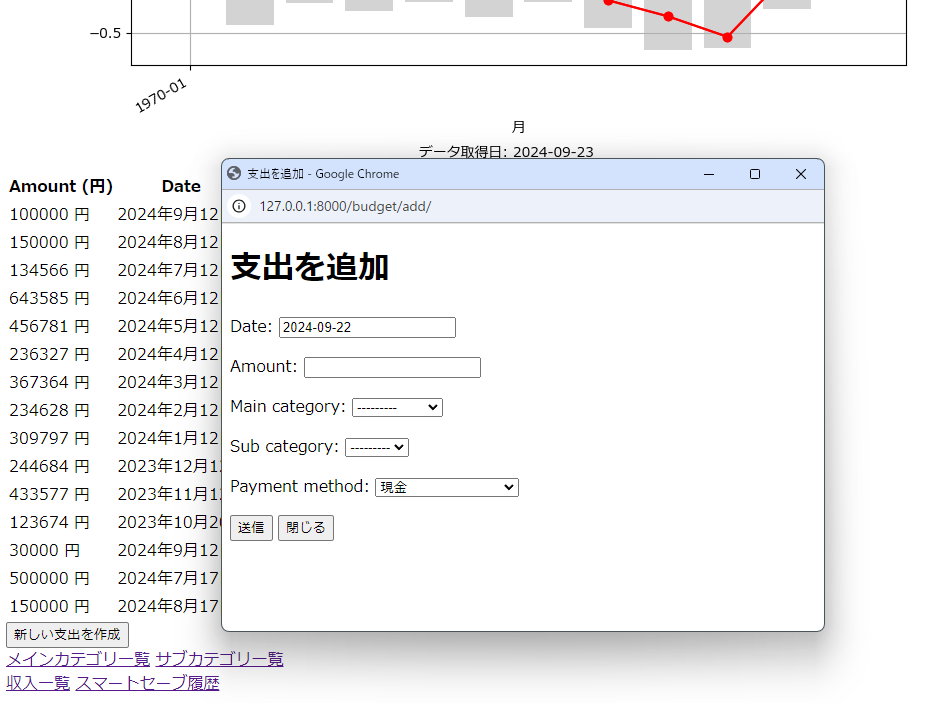 −0.5
1970-01
月
データ取得日: 2024-09-23
支出を追加 - Google Chrome
127.0.0.1:8000/budget/add/
支出を追加
Date: 2024-09-22
Amount:
Main category: ---------
Sub category: ---------
Payment method: 現金
送信 閉じる
Amount (円) Date
100000 円 2024年9月12
150000 円 2024年8月12
134566 円 2024年7月12
643585 円 2024年6月12
456781 円 2024年5月12
236327 円 2024年4月12
367364 円 2024年3月12
234628 円 2024年2月12
309797 円 2024年1月12
244684 円 2023年12月1
433577 円 2023年11月1
123674 円 2023年10月2
30000 円 2024年9月12
500000 円 2024年7月17
150000 円 2024年8月17
新しい支出を作成
メインカテゴリ一覧 サブカテゴリ一覧
収入一覧 スマートセーブ履歴